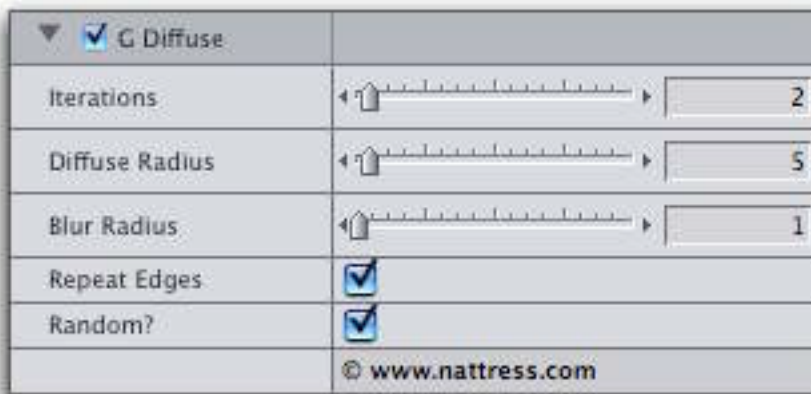 G Diffuse
Iterations 2
Diffuse Radius 5
Blur Radius 1
Repeat Edges
Random?
© www.nattress.com